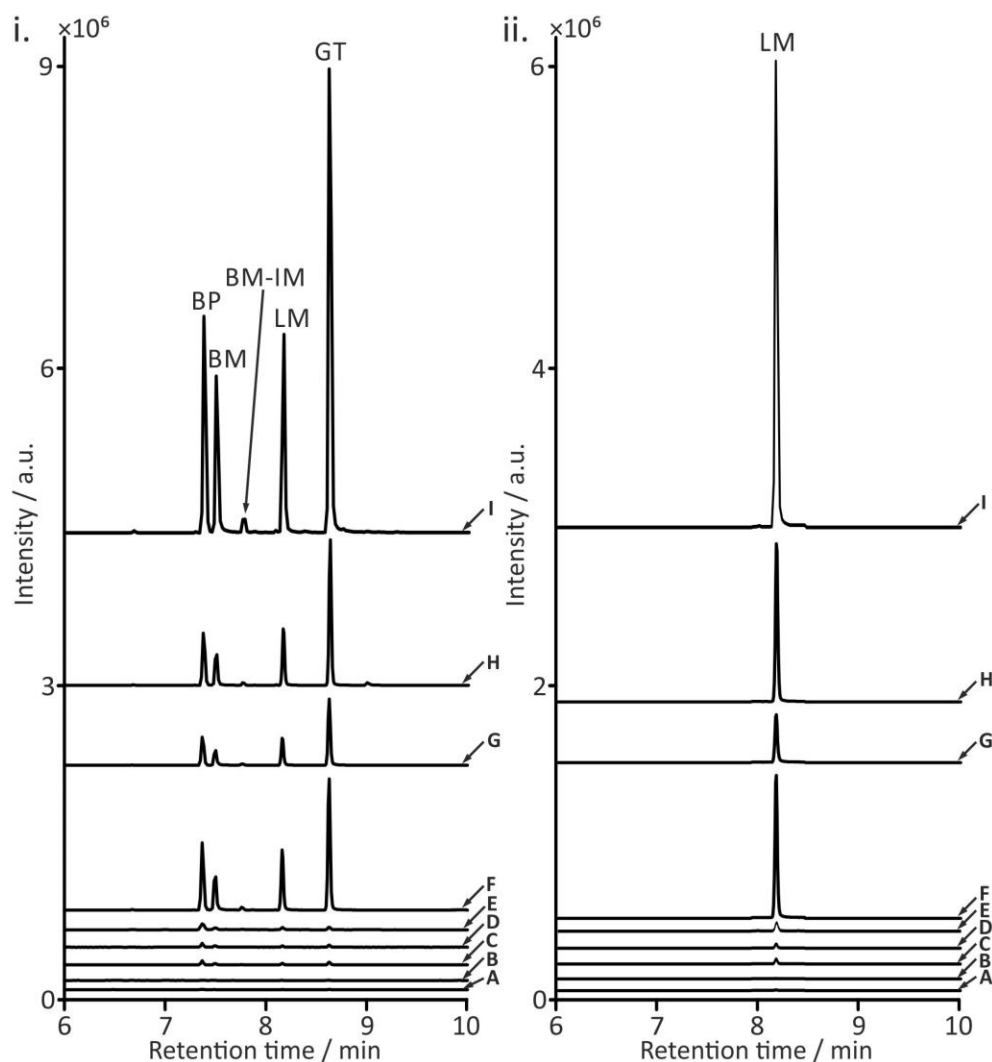 i. ×10⁶
9
6
3
0
Intensity / a.u.
GT
BM-IM
BP
BM
LM
I
H
G
F
E
D
C
B
A
6 7 8 9 10
Retention time / min
ii. ×10⁶
6
4
2
0
Intensity / a.u.
LM
I
H
G
F
E
D
C
B
A
6 7 8 9 10
Retention time / min